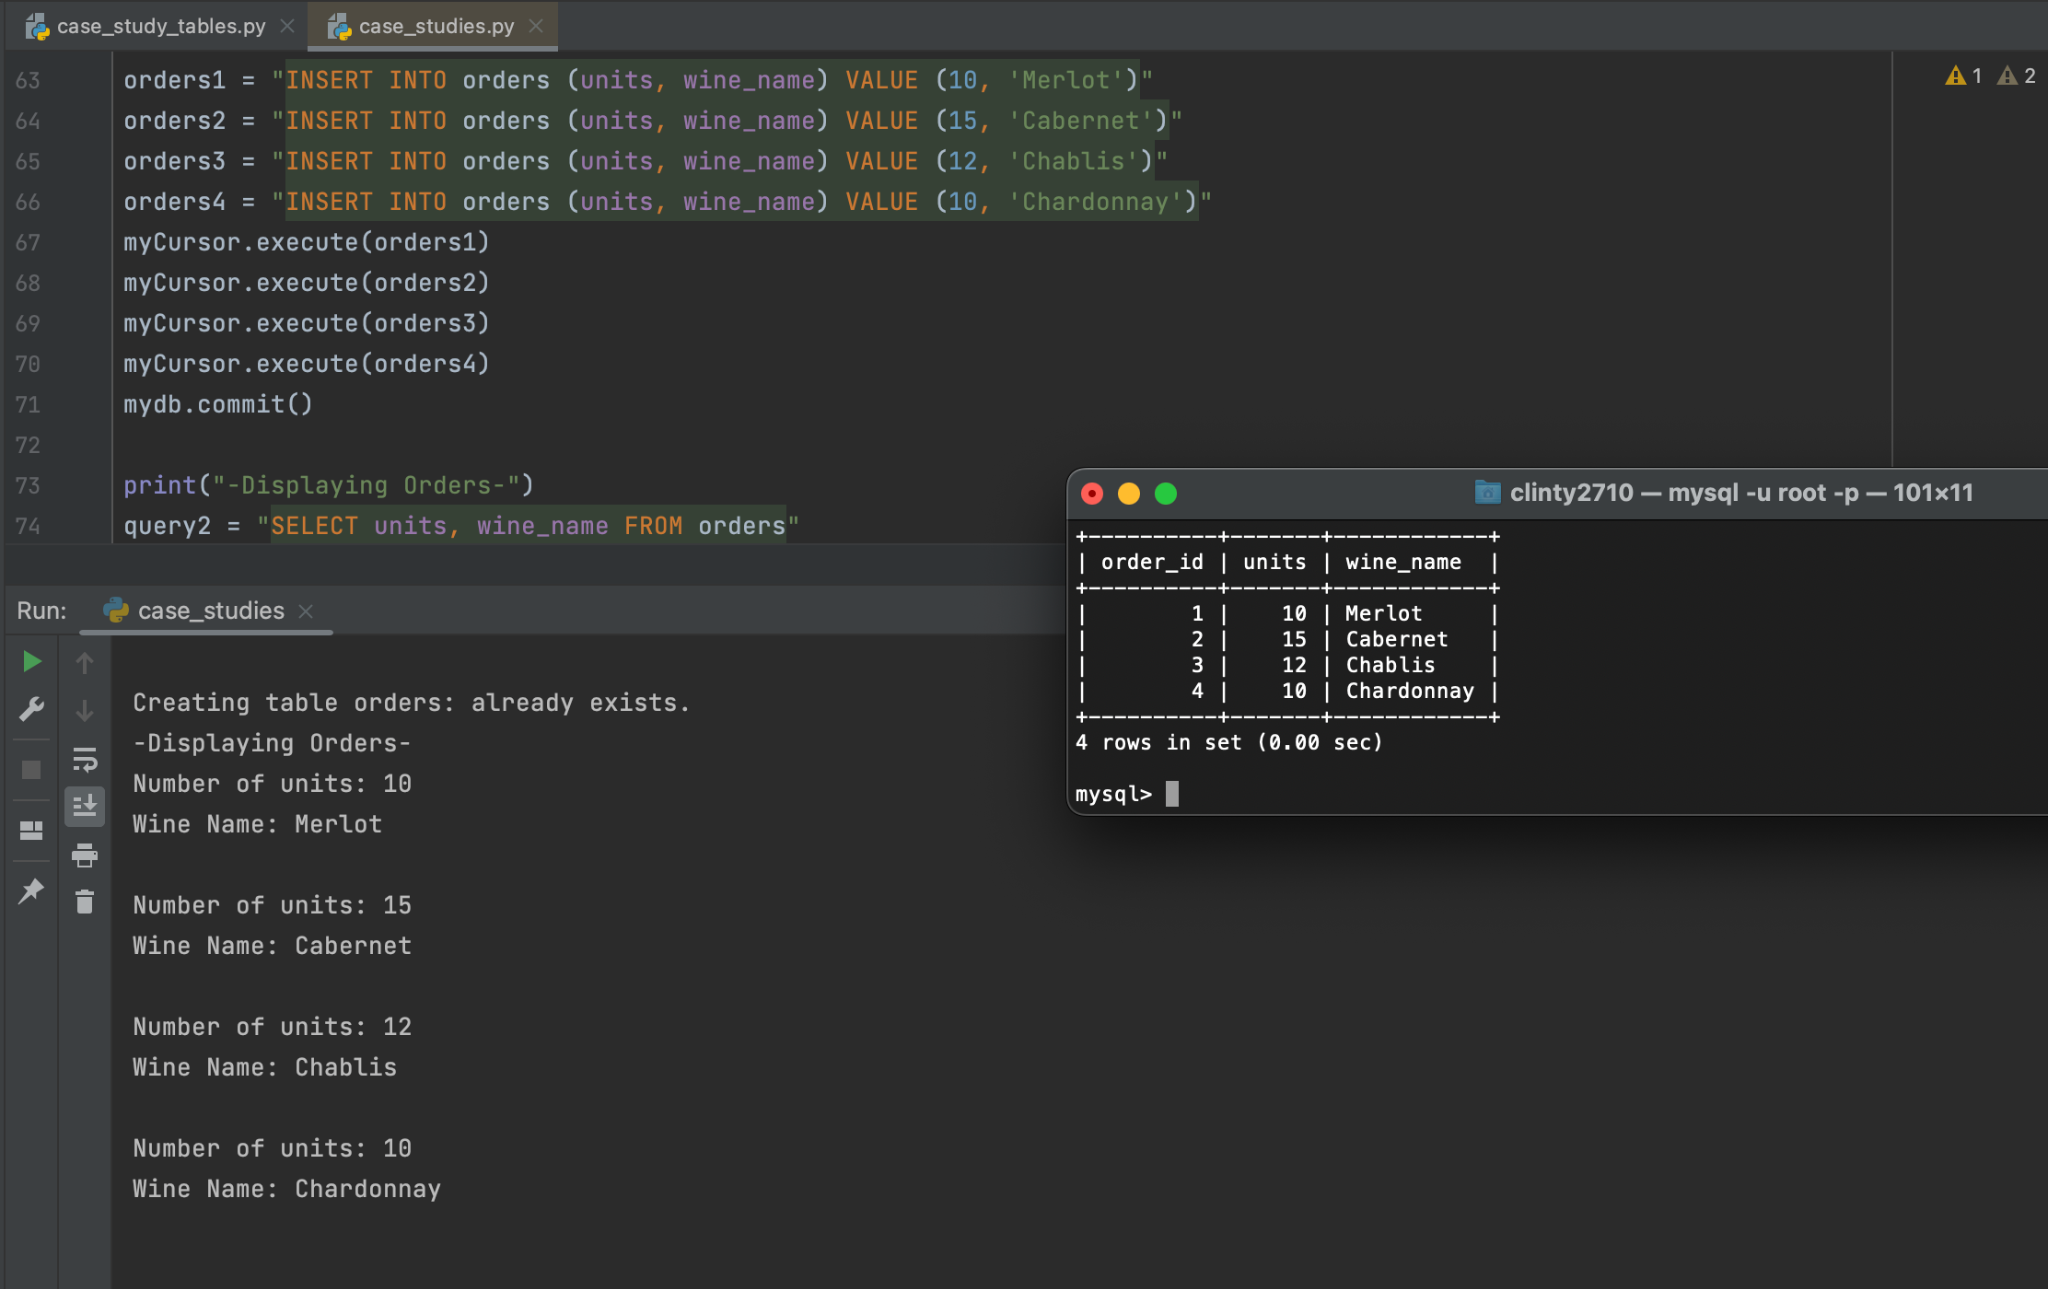 case_study_tables.py
case_studies.py
1
2
63 orders1 = "INSERT INTO orders (units, wine_name) VALUE (10, 'Merlot')"
64 orders2 = "INSERT INTO orders (units, wine_name) VALUE (15, 'Cabernet')"
65 orders3 = "INSERT INTO orders (units, wine_name) VALUE (12, 'Chablis')"
66 orders4 = "INSERT INTO orders (units, wine_name) VALUE (10, 'Chardonnay')"
67 myCursor.execute(orders1)
68 myCursor.execute(orders2)
69 myCursor.execute(orders3)
70 myCursor.execute(orders4)
71 mydb.commit()
72
73 print("-Displaying Orders-")
74 query2 = "SELECT units, wine_name FROM orders"
clinty2710 — mysql -u root -p — 101×11
+----------+-------+------------+
| order_id | units | wine_name  |
+----------+-------+------------+
|        1 |    10 | Merlot     |
|        2 |    15 | Cabernet   |
|        3 |    12 | Chablis    |
|        4 |    10 | Chardonnay |
+----------+-------+------------+
4 rows in set (0.00 sec)
mysql>
Run: case_studies
Creating table orders: already exists.
-Displaying Orders-
Number of units: 10
Wine Name: Merlot
Number of units: 15
Wine Name: Cabernet
Number of units: 12
Wine Name: Chablis
Number of units: 10
Wine Name: Chardonnay